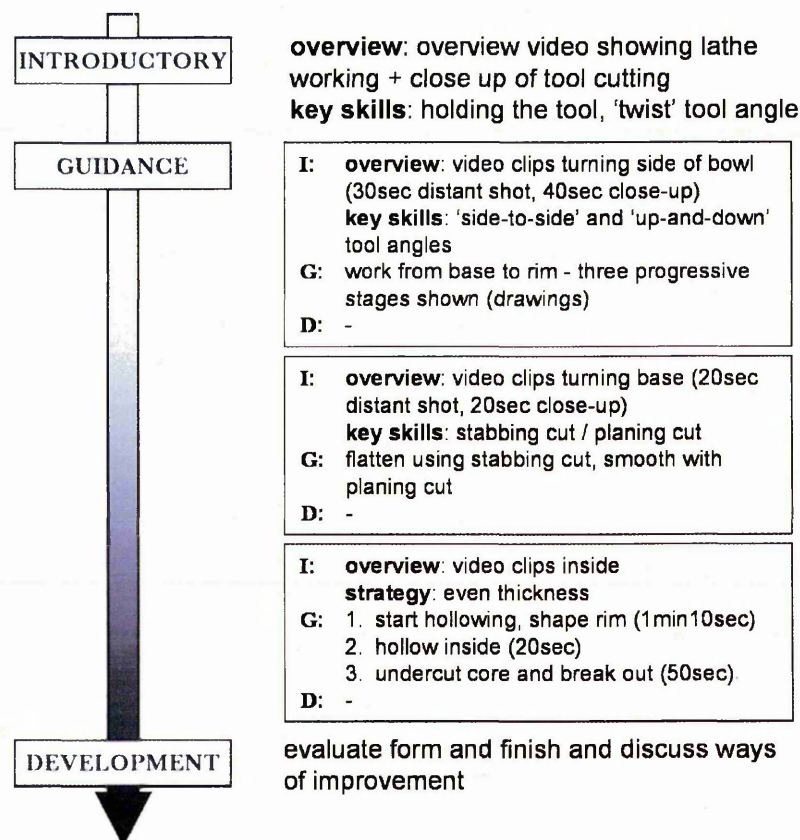 INTRODUCTORY
overview: overview video showing lathe
working + close up of tool cutting
key skills: holding the tool, 'twist' tool angle
GUIDANCE
I: overview: video clips turning side of bowl
(30sec distant shot, 40sec close-up)
key skills: 'side-to-side' and 'up-and-down'
tool angles
G: work from base to rim - three progressive
stages shown (drawings)
D: -
I: overview: video clips turning base (20sec
distant shot, 20sec close-up)
key skills: stabbing cut / planing cut
G: flatten using stabbing cut, smooth with
planing cut
D: -
I: overview: video clips inside
strategy: even thickness
G: 1. start hollowing, shape rim (1min10sec)
2. hollow inside (20sec)
3. undercut core and break out (50sec)
D: -
DEVELOPMENT
evaluate form and finish and discuss ways
of improvement